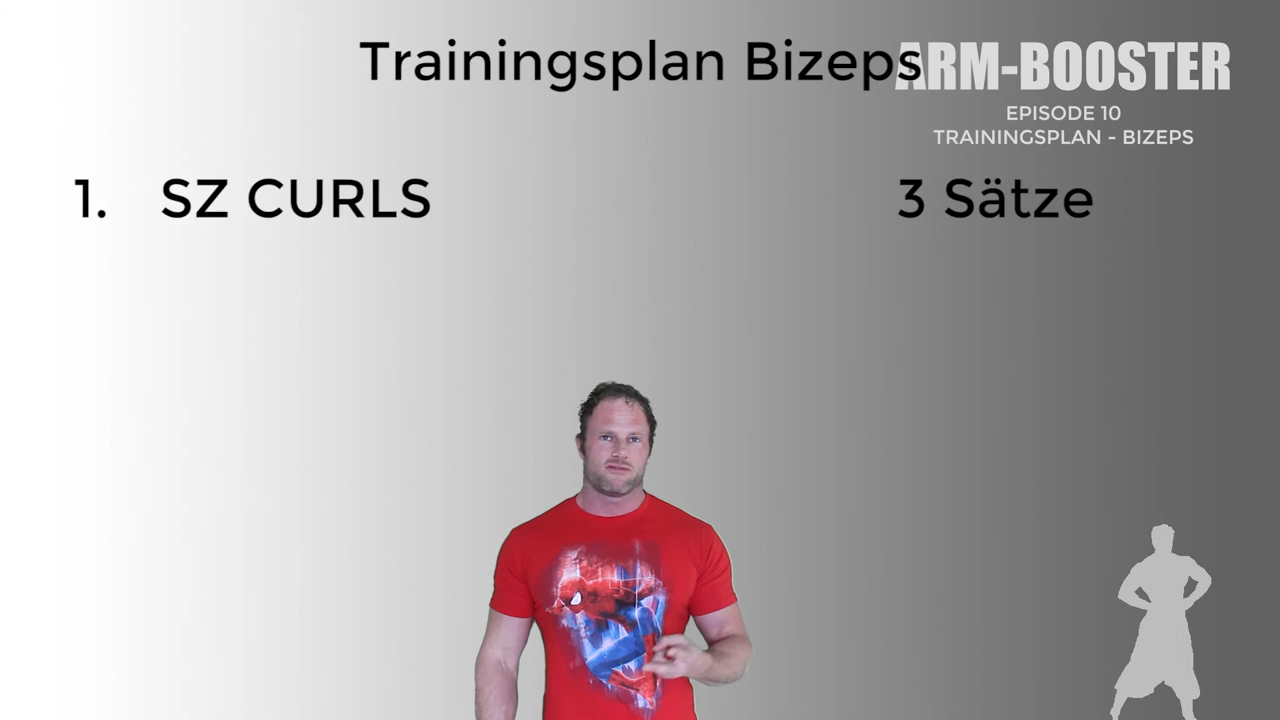 Trainingsplan Bizeps
ARM-BOOSTER
EPISODE 10
TRAININGSPLAN - BIZEPS
1. SZ CURLS 3 Sätze